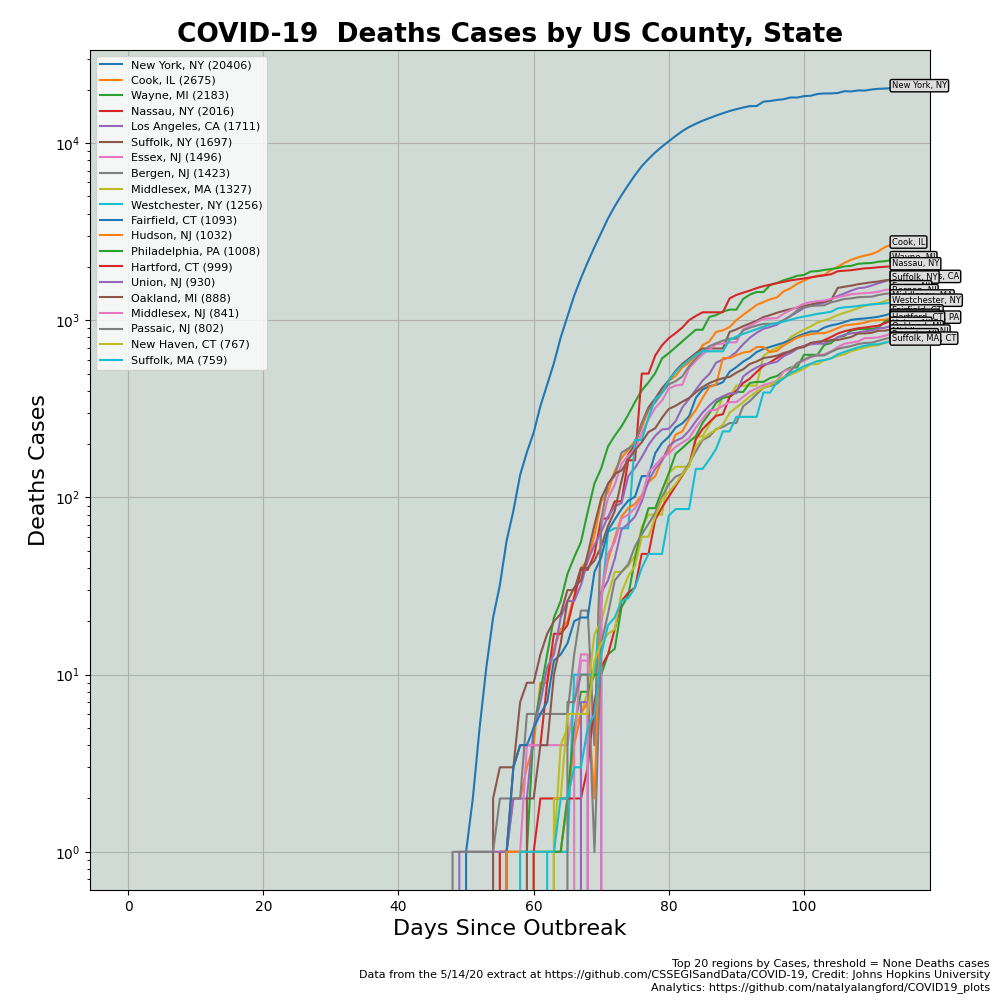 COVID-19  Deaths Cases by US County, State
New York, NY (20406)
Cook, IL (2675)
Wayne, MI (2183)
Nassau, NY (2016)
Los Angeles, CA (1711)
Suffolk, NY (1697)
Essex, NJ (1496)
Bergen, NJ (1423)
Middlesex, MA (1327)
Westchester, NY (1256)
Fairfield, CT (1093)
Hudson, NJ (1032)
Philadelphia, PA (1008)
Hartford, CT (999)
Union, NJ (930)
Oakland, MI (888)
Middlesex, NJ (841)
Passaic, NJ (802)
New Haven, CT (767)
Suffolk, MA (759)
New York, NY
Cook, IL
Wayne, MI
Nassau, NY
Suffolk, NY
CA
Westchester, NY
Hartford, CT
PA
Suffolk, MA
CT
10⁴
10³
10²
10¹
10⁰
Deaths Cases
0 20 40 60 80 100
Days Since Outbreak
Top 20 regions by Cases, threshold = None Deaths cases
Data from the 5/14/20 extract at https://github.com/CSSEGISandData/COVID-19, Credit: Johns Hopkins University
Analytics: https://github.com/natalyalangford/COVID19_plots